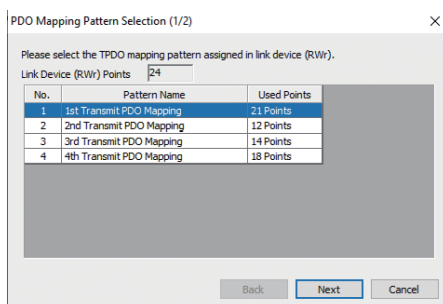 PDO Mapping Pattern Selection (1/2)
Please select the TPDO mapping pattern assigned in link device (RWr).
Link Device (RWr) Points 24
No. Pattern Name Used Points
1 1st Transmit PDO Mapping 21 Points
2 2nd Transmit PDO Mapping 12 Points
3 3rd Transmit PDO Mapping 14 Points
4 4th Transmit PDO Mapping 18 Points
Back Next Cancel